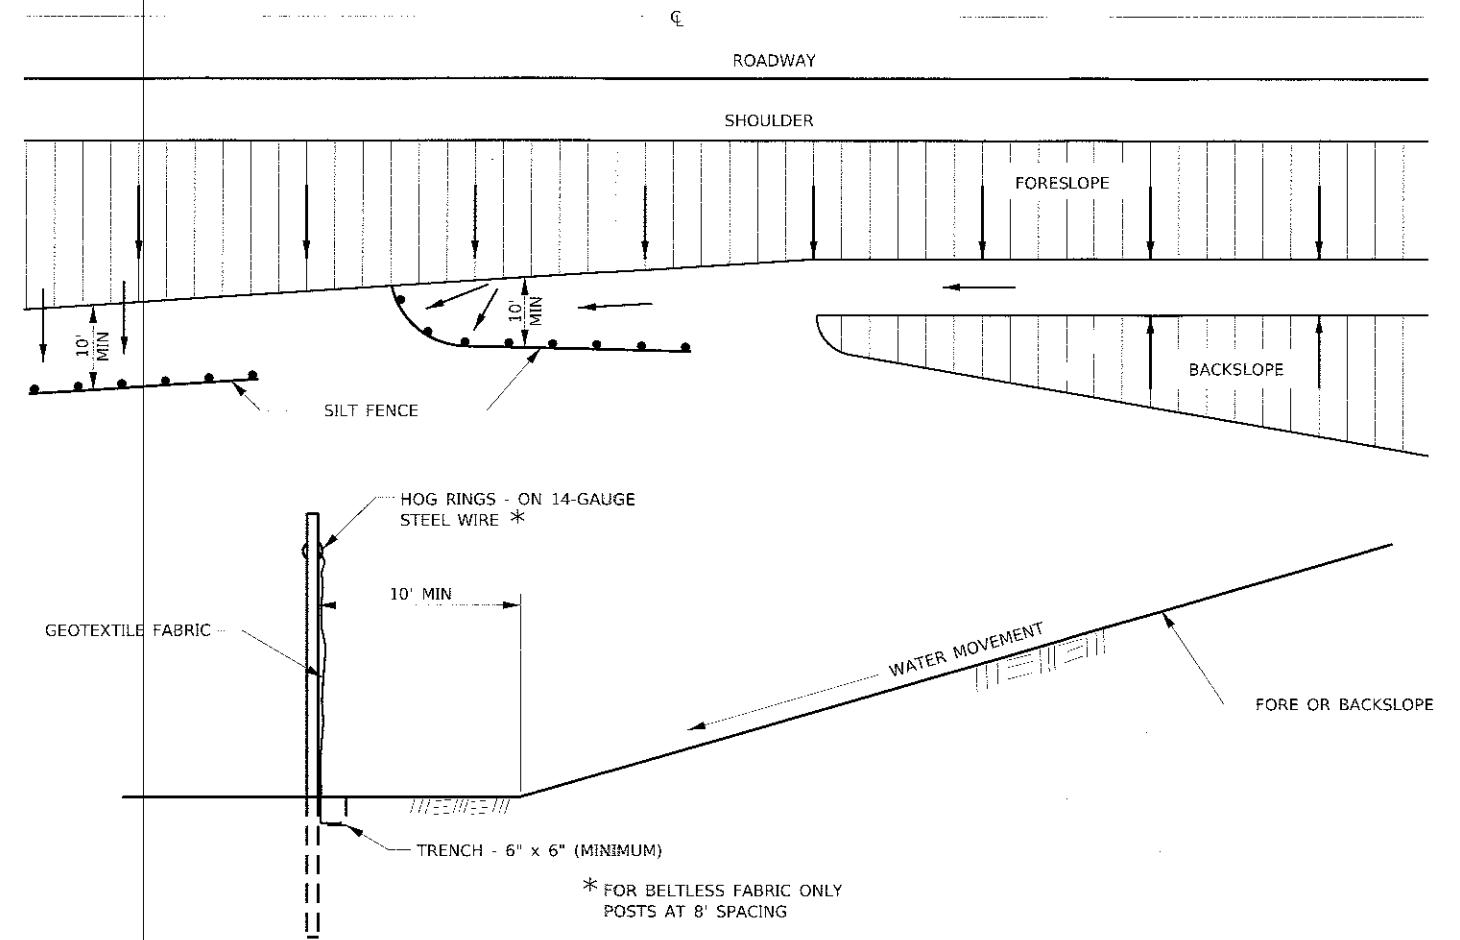 ℄
ROADWAY
SHOULDER
FORESLOPE
10' MIN
10' MIN
BACKSLOPE
SILT FENCE
HOG RINGS - ON 14-GAUGE
STEEL WIRE *
10' MIN
GEOTEXTILE FABRIC
WATER MOVEMENT
FORE OR BACKSLOPE
TRENCH - 6" x 6" (MINIMUM)
* FOR BELTLESS FABRIC ONLY
POSTS AT 8' SPACING